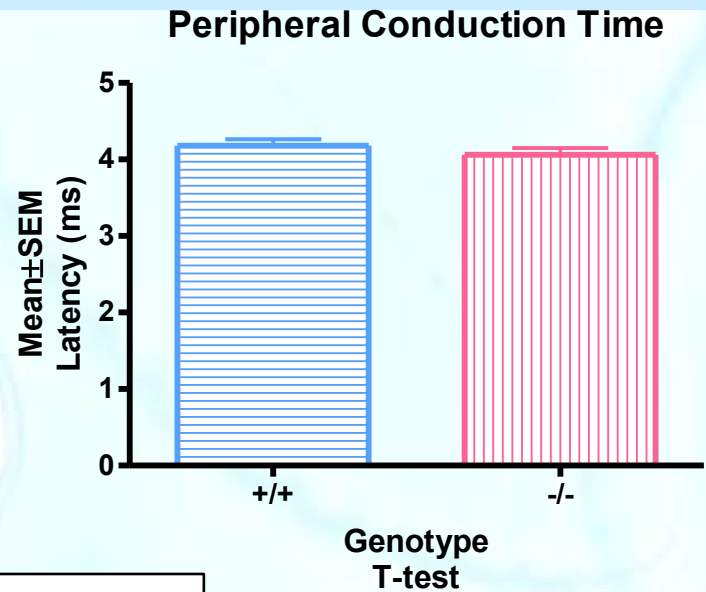 Peripheral Conduction Time
Mean±SEM
Latency (ms)
5
4
3
2
1
0
+/+ -/-
Genotype
T-test